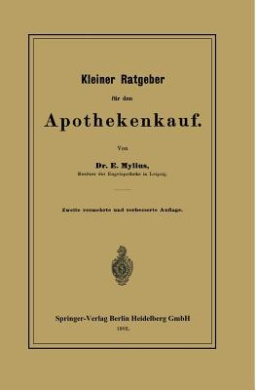 Kleiner Ratgeber
für den
Apothekenkauf.
Von
Dr. E. Mylius,
Besitzer der Engelapotheke in Leipzig.
Zweite vermehrte und verbesserte Auflage.
Springer-Verlag Berlin Heidelberg GmbH
1902.